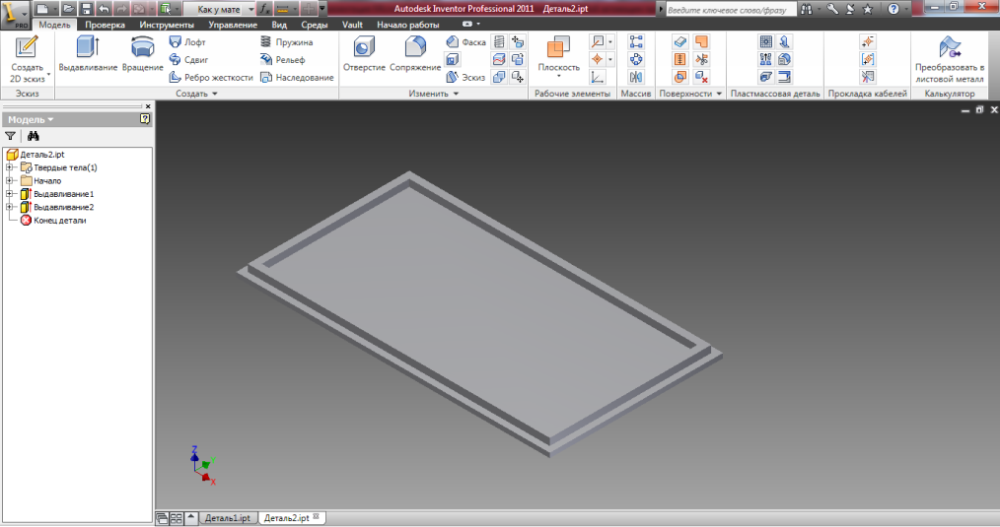 PRO
Как у мате
Autodesk Inventor Professional 2011 Деталь2.ipt
Введите ключевое слово/фразу
Модель Проверка Инструменты Управление Вид Среды Vault Начало работы
Создать
2D эскиз
Выдавливание
Вращение
Лофт
Сдвиг
Ребро жесткости
Пружина
Рельеф
Наследование
Отверстие
Сопряжение
Фаска
Эскиз
Плоскость
Преобразовать в
листовой металл
Эскиз Создать Изменить Рабочие элементы Массив Поверхности Пластмассовая деталь Прокладка кабелей Калькулятор
Модель
Деталь2.ipt
Твердые тела(1)
Начало
Выдавливание1
Выдавливание2
Конец детали
Z
Y
X
Деталь1.ipt Деталь2.ipt